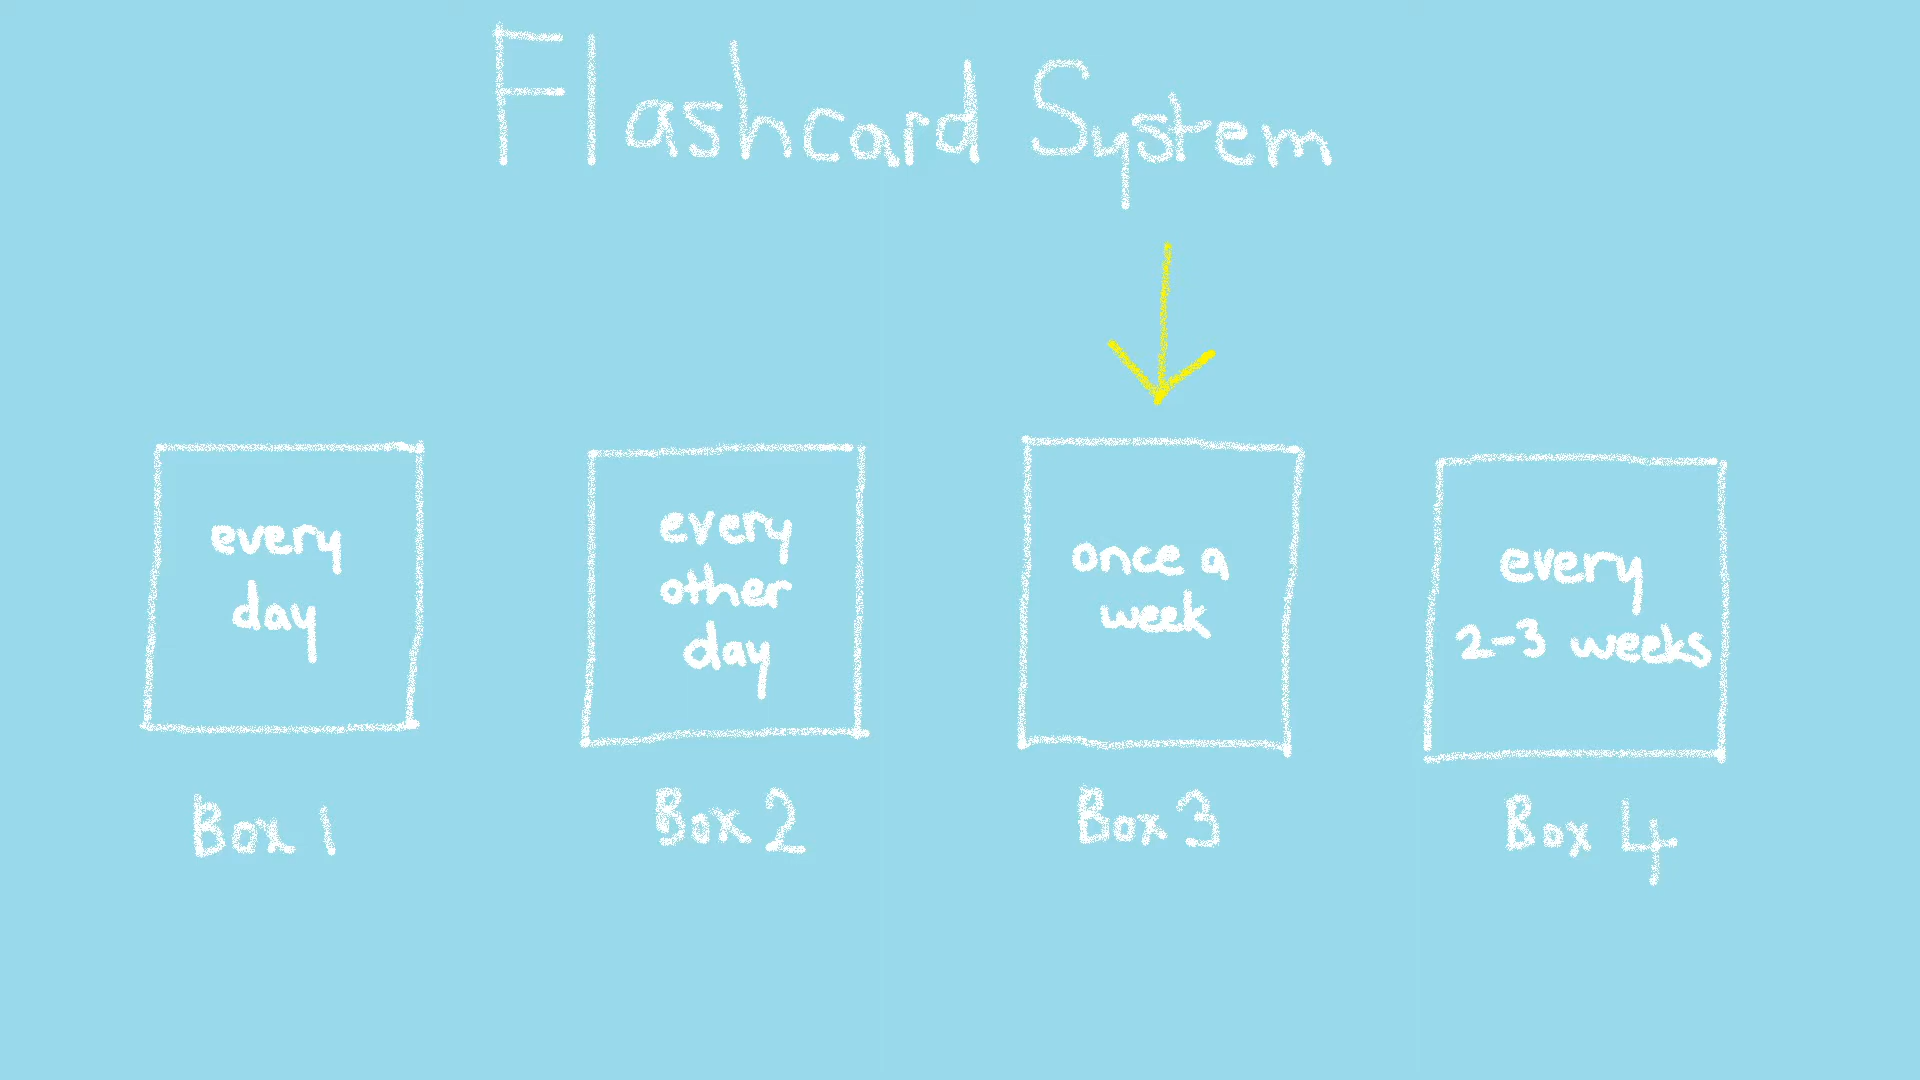 Flashcard System
every
day
every
other
day
once a
week
every
2-3 weeks
Box 1
Box 2
Box 3
Box 4